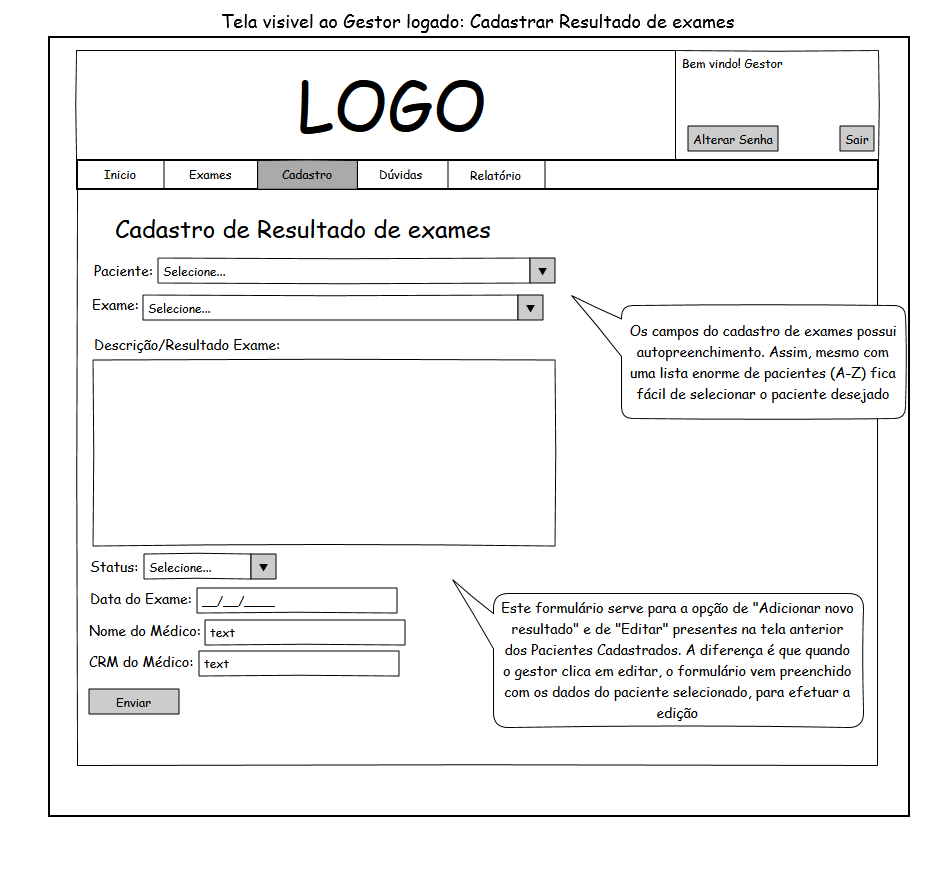 Tela visivel ao Gestor logado: Cadastrar Resultado de exames
LOGO
Bem vindo! Gestor
Alterar Senha
Sair
Inicio
Exames
Cadastro
Dúvidas
Relatório
Cadastro de Resultado de exames
Paciente:
Selecione...
Exame:
Selecione...
Os campos do cadastro de exames possui
autopreenchimento. Assim, mesmo com
uma lista enorme de pacientes (A-Z) fica
fácil de selecionar o paciente desejado
Descrição/Resultado Exame:
Status:
Selecione...
Data do Exame:
__/__/____
Nome do Médico:
text
CRM do Médico:
text
Enviar
Este formulário serve para a opção de "Adicionar novo
resultado" e de "Editar" presentes na tela anterior
dos Pacientes Cadastrados. A diferença é que quando
o gestor clica em editar, o formulário vem preenchido
com os dados do paciente selecionado, para efetuar a
edição